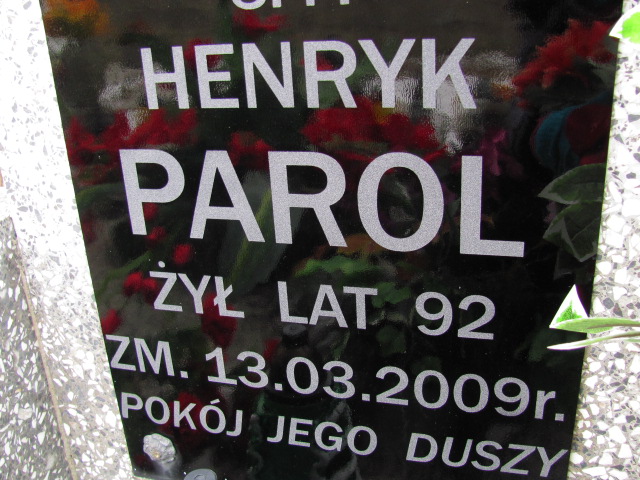 HENRYK
PAROL
ŻYŁ LAT 92
ZM. 13.03.2009r.
POKÓJ JEGO DUSZY